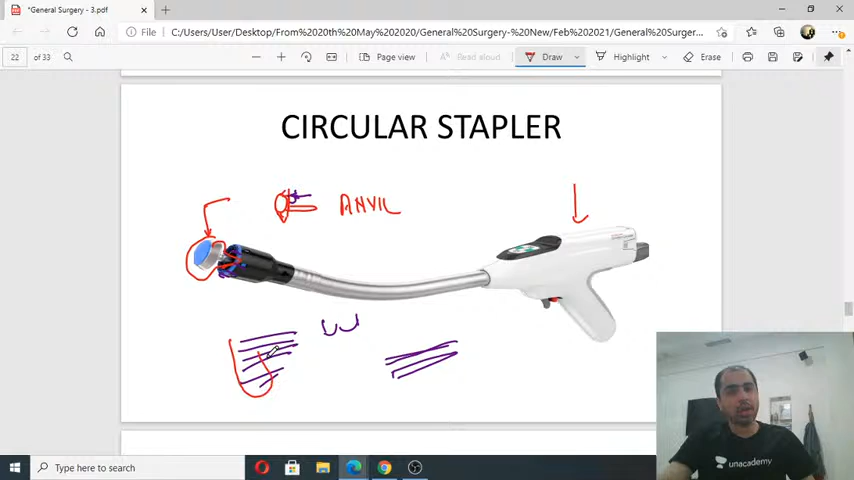 *General Surgery - 3.pdf
File
C:/Users/User/Desktop/From%2020th%20May%202020/General%20Surgery-%20New/Feb%202021/General%20Surger...
22
of 33
Page view
Read aloud
Draw
Highlight
Erase
CIRCULAR STAPLER
ANVIL
unacademy
Type here to search